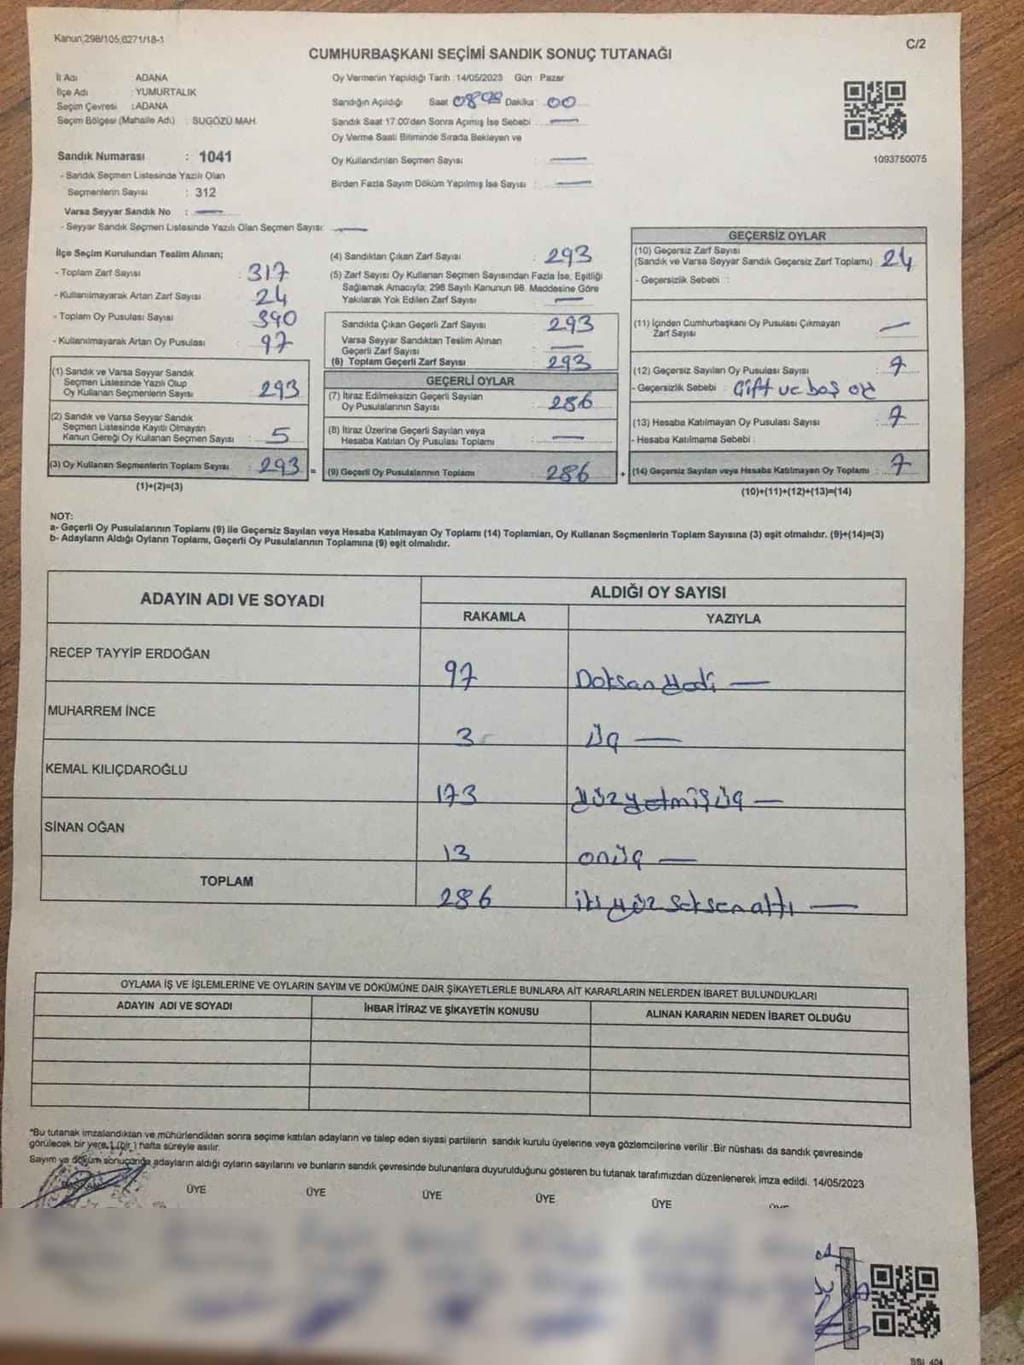 Kanun:298/105;6271/18-1
C/2
CUMHURBAŞKANI SEÇİMİ SANDIK SONUÇ TUTANAĞI
İl Adı ADANA
İlçe Adı : YUMURTALIK
Seçim Çevresi : ADANA
Seçim Bölgesi (Mahalle Adı) : SUGÖZÜ MAH.
Oy Vermenin Yapıldığı Tarih :14/05/2023 Gün : Pazar
Sandığın Açıldığı Saat Dakika : 00
Sandık Saat 17.00'den Sonra Açımış İse Sebebi —
Oy Verme Saati Bitiminde Sırada Bekleyen ve
Oy Kullandırılan Seçmen Sayısı : —
Birden Fazla Sayım Döküm Yapılmış İse Sayısı : —
1093750075
Sandık Numarası : 1041
- Sandık Seçmen Listesinde Yazılı Olan
Seçmenlerin Sayısı : 312
Varsa Seyyar Sandık No : —
- Seyyar Sandık Seçmen Listesinde Yazılı Olan Seçmen Sayısı: —
İlçe Seçim Kurulundan Teslim Alınan;
- Toplam Zarf Sayısı : 317
- Kullanılmayarak Artan Zarf Sayısı : 24
- Toplam Oy Pusulası Sayısı : 390
- Kullanılmayarak Artan Oy Pusulası : 97
(1) Sandık ve Varsa Seyyar Sandık
Seçmen Listesinde Yazılı Olup
Oy Kullanan Seçmenlerin Sayısı : 293
(2) Sandık ve Varsa Seyyar Sandık
Seçmen Listesinde Kayıtlı Olmayan
Kanun Gereği Oy Kullanan Seçmen Sayısı : 5
(3) Oy Kullanan Seçmenlerin Toplam Sayısı : 293 =
(1)+(2)=(3)
(4) Sandıktan Çıkan Zarf Sayısı : 293
(5) Zarf Sayısı Oy Kullanan Seçmen Sayısından Fazla İse, Eşitliği
Sağlamak Amacıyla; 298 Sayılı Kanunun 98. Maddesine Göre
Yakılarak Yok Edilen Zarf Sayısı : —
Sandıkta Çıkan Geçerli Zarf Sayısı : 293
Varsa Seyyar Sandıktan Teslim Alınan
Geçerli Zarf Sayısı : —
(6) Toplam Geçerli Zarf Sayısı : 293
GEÇERLİ OYLAR
(7) İtiraz Edilmeksizin Geçerli Sayılan
Oy Pusulalarının Sayısı : 286
(8) İtiraz Üzerine Geçerli Sayılan veya
Hesaba Katılan Oy Pusulası Toplamı : —
(9) Geçerli Oy Pusulalarının Toplamı : 286 +
GEÇERSİZ OYLAR
(10) Geçersiz Zarf Sayısı
(Sandık ve Varsa Seyyar Sandık Geçersiz Zarf Toplamı) : 24
- Geçersizlik Sebebi :
(11) İçinden Cumhurbaşkanı Oy Pusulası Çıkmayan
Zarf Sayısı : —
(12) Geçersiz Sayılan Oy Pusulası Sayısı : 7
- Geçersizlik Sebebi : Çift ve boş oy
(13) Hesaba Katılmayan Oy Pusulası Sayısı : 7
- Hesaba Katılmama Sebebi :
(14) Geçersiz Sayılan veya Hesaba Katılmayan Oy Toplamı : 7
(10)+(11)+(12)+(13)=(14)
NOT:
a- Geçerli Oy Pusulalarının Toplamı (9) ile Geçersiz Sayılan veya Hesaba Katılmayan Oy Toplamı (14) Toplamları, Oy Kullanan Seçmenlerin Toplam Sayısına (3) eşit olmalıdır. (9)+(14)=(3)
b- Adayların Aldığı Oyların Toplamı, Geçerli Oy Pusulalarının Toplamına (9) eşit olmalıdır.
ADAYIN ADI VE SOYADI
ALDIĞI OY SAYISI
RAKAMLA YAZIYLA
RECEP TAYYİP ERDOĞAN 97 Doksan yedi —
MUHARREM İNCE 3 üç —
KEMAL KILIÇDAROĞLU 173 yüzyetmişüç —
SİNAN OĞAN 13 onüç —
TOPLAM 286 iki yüz seksen altı —
OYLAMA İŞ VE İŞLEMLERİNE VE OYLARIN SAYIM VE DÖKÜMÜNE DAİR ŞİKAYETLERLE BUNLARA AİT KARARLARIN NELERDEN İBARET BULUNDUKLARI
ADAYIN ADI VE SOYADI İHBAR İTİRAZ VE ŞİKAYETİN KONUSU ALINAN KARARIN NEDEN İBARET OLDUĞU
"Bu tutanak imzalandıktan ve mühürlendikten sonra seçime katılan adayların ve talep eden siyasi partilerin sandık kurulu üyelerine veya gözlemcilerine verilir. Bir nüshası da sandık çevresinde
görülecek bir yere 1 (bir ) hafta süreyle asılır.
Sayım ve döküm sonucunda adayların aldığı oyların sayılarını ve bunların sandık çevresinde bulunanlara duyurulduğunu gösteren bu tutanak tarafımızdan düzenlenerek imza edildi. 14/05/2023
ÜYE ÜYE ÜYE ÜYE ÜYE